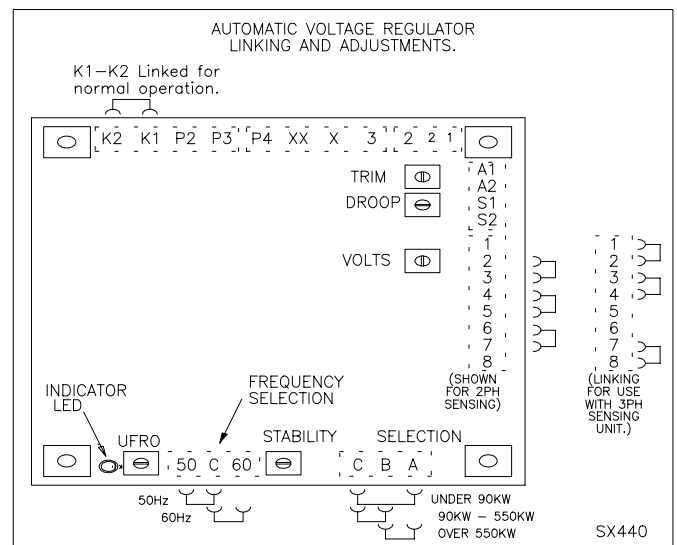 AUTOMATIC VOLTAGE REGULATOR
LINKING AND ADJUSTMENTS.
K1-K2 Linked for
normal operation.
K2 K1 P2 P3 P4 XX X 3 2 2 1
TRIM
DROOP
VOLTS
A1
A2
S1
S2
1
2
3
4
5
6
7
8
(SHOWN
FOR 2PH
SENSING)
1
2
3
4
5
6
7
8
(LINKING
FOR USE
WITH 3PH
SENSING
UNIT.)
INDICATOR
LED
FREQUENCY
SELECTION
UFRO
STABILITY
SELECTION
50 C 60
C B A
50Hz
60Hz
UNDER 90KW
90KW - 550KW
OVER 550KW
SX440